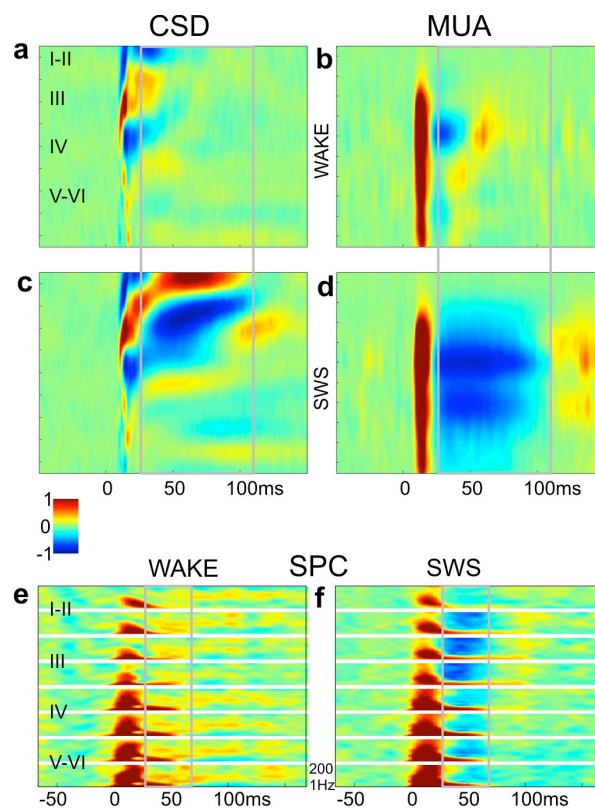 CSD MUA
a b
I-II
III
IV
V-VI
WAKE
c d
SWS
0 50 100ms 0 50 100ms
1
0
-1
WAKE SPC SWS
e f
I-II
III
IV
V-VI
200
1Hz
-50 0 50 100ms -50 0 50 100ms